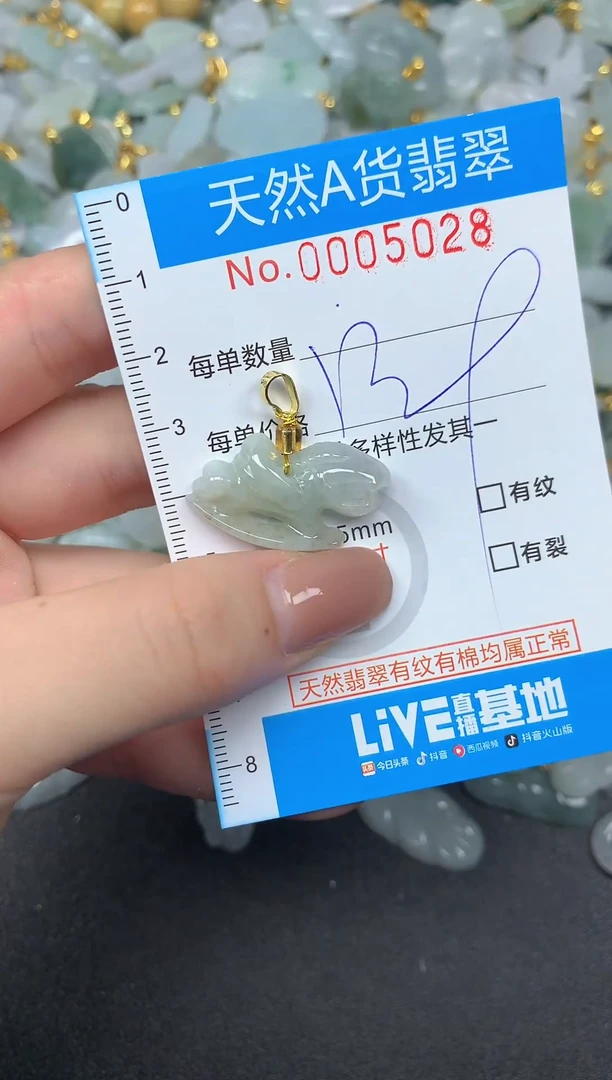 天然A货翡翠
No.0005028
0
1
2
3
8
每单数量
每单价格
多样性发其一
5mm
寸
有纹
有裂
天然翡翠有纹有棉均属正常
LiVE直播基地
头条 今日头条 抖音 西瓜视频 抖音火山版